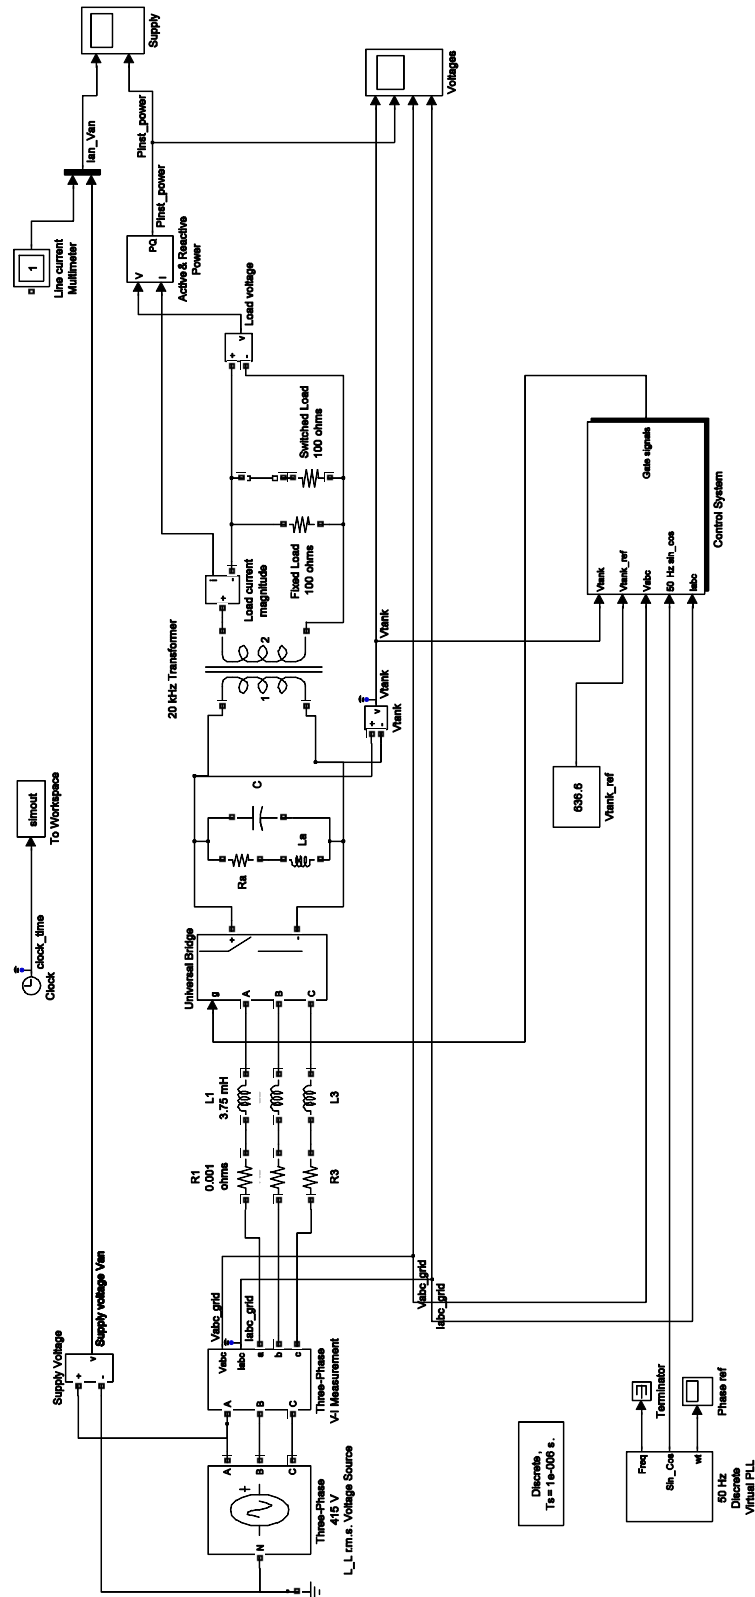 Supply
Ian_Van
PInst_power
PInst_power
1
Line current
Multimeter
V
I
PQ
Active & Reactive
Power
Voltages
Load voltage
+
-
v
Switched Load
100 ohms
Fixed Load
100 ohms
Load current
magnitude
+
-
i
20 kHz Transformer
1
2
Vtank
Vtank
Vtank
+
-
v
Control System
Gate signals
Vtank
Vtank_ref
Vabc
50 Hz sin_cos
Iabc
636.6
Vtank_ref
simout
To Workspace
clock_time
Clock
C
Ra
La
Universal Bridge
g
A
B
C
+
-
L1
3.75 mH
L3
R1
0.001
ohms
R3
Supply Voltage
Supply voltage Van
+
-
v
Vabc_grid
Iabc_grid
Vabc_grid
Iabc_grid
Vabc
Iabc
a
b
c
A
B
C
Three-Phase
V-I Measurement
A
B
C
N
Three-Phase
415 V
L_L r.m.s. Voltage Source
Discrete,
Ts = 1e-006 s.
Terminator
Phase ref
Freq
Sin_Cos
wt
50 Hz
Discrete
Virtual PLL